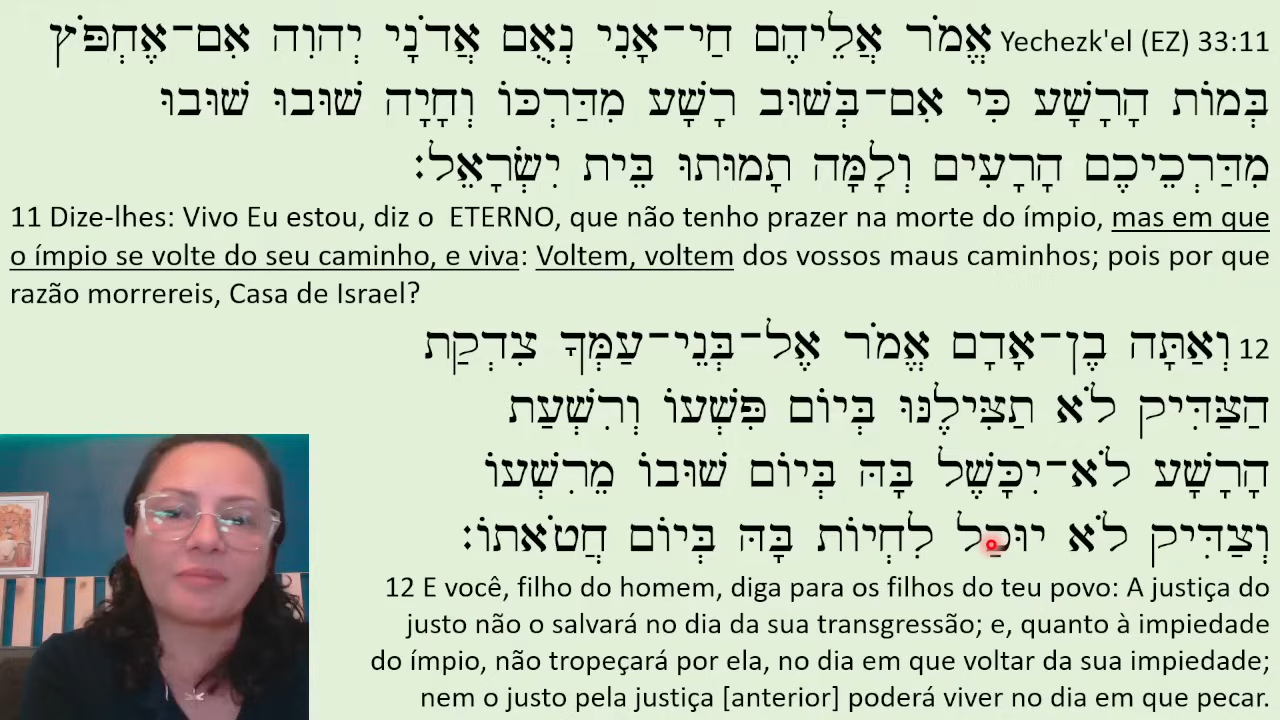 Yechezk'el (EZ) 33:11 אֱמֹר אֲלֵיהֶם חַי־אָנִי נְאֻם אֲדֹנָי יְהוִה אִם־אֶחְפֹּץ
בְּמוֹת הָרָשָׁע כִּי אִם־בְּשׁוּב רָשָׁע מִדַּרְכּוֹ וְחָיָה שׁוּבוּ שׁוּבוּ
מִדַּרְכֵיכֶם הָרָעִים וְלָמָּה תָמוּתוּ בֵּית יִשְׂרָאֵל׃
11 Dize-lhes: Vivo Eu estou, diz o ETERNO, que não tenho prazer na morte do ímpio, mas em que
o ímpio se volte do seu caminho, e viva: Voltem, voltem dos vossos maus caminhos; pois por que
razão morrereis, Casa de Israel?
12 וְאַתָּה בֶן־אָדָם אֱמֹר אֶל־בְּנֵי־עַמְּךָ צִדְקַת
הַצַּדִּיק לֹא תַצִּילֶנּוּ בְּיוֹם פִּשְׁעוֹ וְרִשְׁעַת
הָרָשָׁע לֹא־יִכָּשֶׁל בָּהּ בְּיוֹם שׁוּבוֹ מֵרִשְׁעוֹ
וְצַדִּיק לֹא יוּכַל לִחְיוֹת בָּהּ בְּיוֹם חֲטֹאתוֹ׃
12 E você, filho do homem, diga para os filhos do teu povo: A justiça do
justo não o salvará no dia da sua transgressão; e, quanto à impiedade
do ímpio, não tropeçará por ela, no dia em que voltar da sua impiedade;
nem o justo pela justiça [anterior] poderá viver no dia em que pecar.